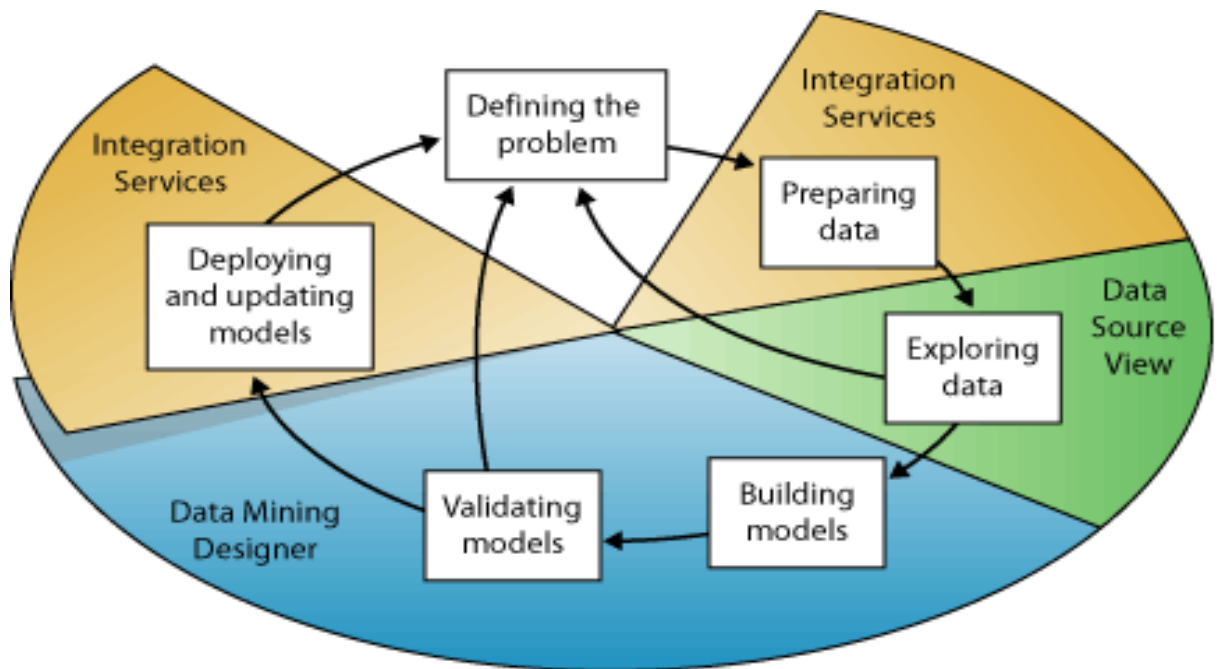 Defining the
problem
Integration
Services
Preparing
data
Data
Source
View
Exploring
data
Building
models
Validating
models
Data Mining
Designer
Integration
Services
Deploying
and updating
models